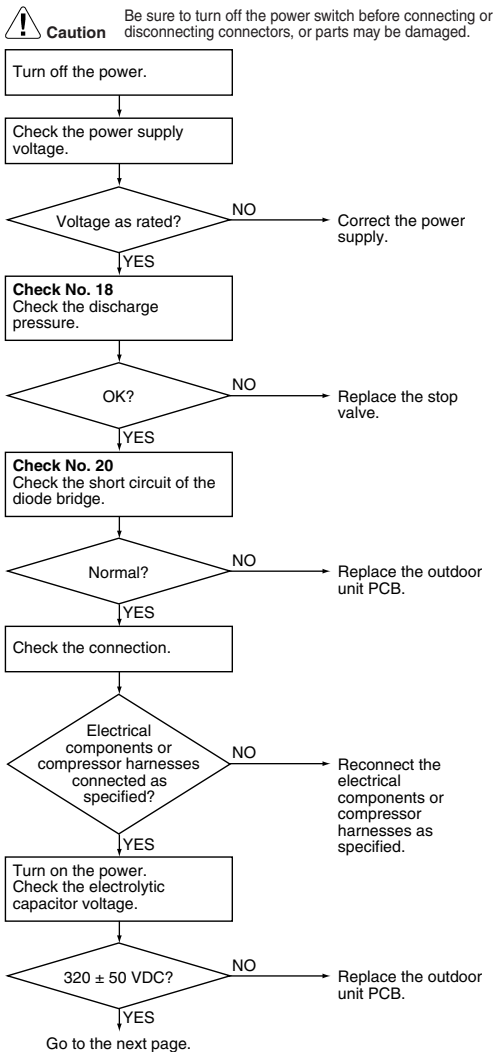 Caution
Be sure to turn off the power switch before connecting or
disconnecting connectors, or parts may be damaged.
Turn off the power.
Check the power supply
voltage.
Voltage as rated?
NO
Correct the power
supply.
YES
Check No. 18
Check the discharge
pressure.
OK?
NO
Replace the stop
valve.
YES
Check No. 20
Check the short circuit of the
diode bridge.
Normal?
NO
Replace the outdoor
unit PCB.
YES
Check the connection.
Electrical
components or
compressor harnesses
connected as
specified?
NO
Reconnect the
electrical
components or
compressor
harnesses as
specified.
YES
Turn on the power.
Check the electrolytic
capacitor voltage.
320 ± 50 VDC?
NO
Replace the outdoor
unit PCB.
YES
Go to the next page.